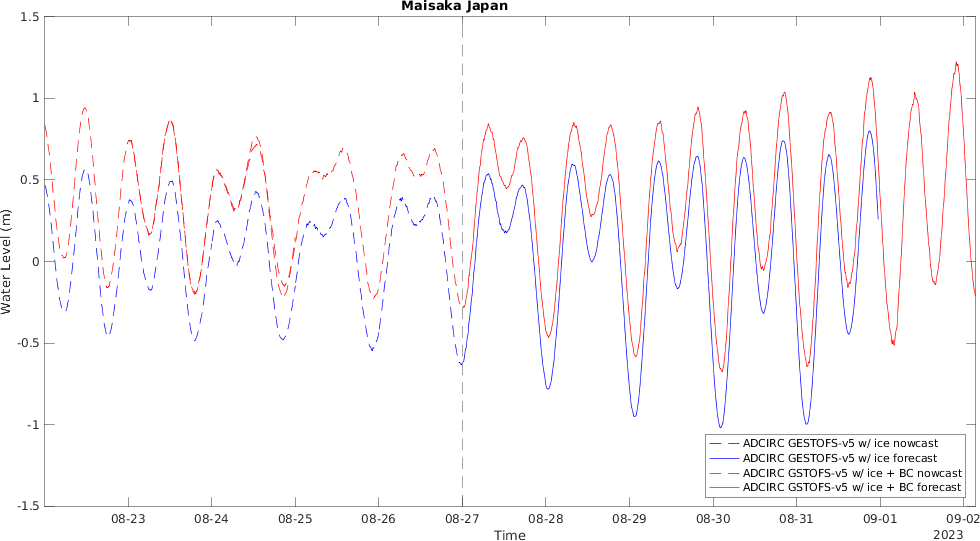 Maisaka Japan
1.5
1
0.5
0
-0.5
-1
-1.5
Water Level (m)
08-23 08-24 08-25 08-26 08-27 08-28 08-29 08-30 08-31 09-01 09-02
Time
2023
ADCIRC GESTOFS-v5 w/ ice nowcast
ADCIRC GESTOFS-v5 w/ ice forecast
ADCIRC GSTOFS-v5 w/ ice + BC nowcast
ADCIRC GSTOFS-v5 w/ ice + BC forecast